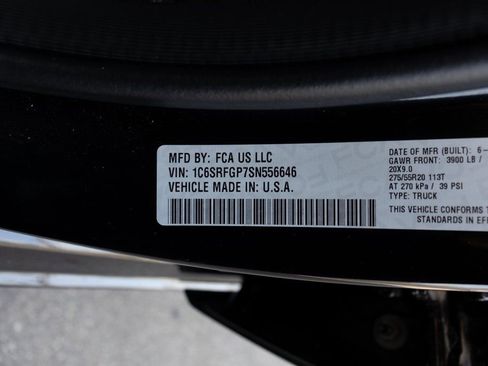 MFD BY: FCA US LLC
VIN: 1C6SRFGP7SN556646
VEHICLE MADE IN: U.S.A.
DATE OF MFR (BUILT): 6-
GAWR FRONT: 3900 LB /
20X9.0
275/55R20 113T
AT 270 kPa / 39 PSI
TYPE: TRUCK
THIS VEHICLE CONFORMS
STANDARDS IN